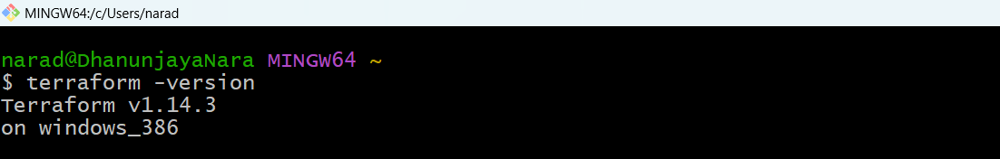 MINGW64:/c/Users/narad
narad@DhanunjayaNara MINGW64 ~
$ terraform -version
Terraform v1.14.3
on windows_386